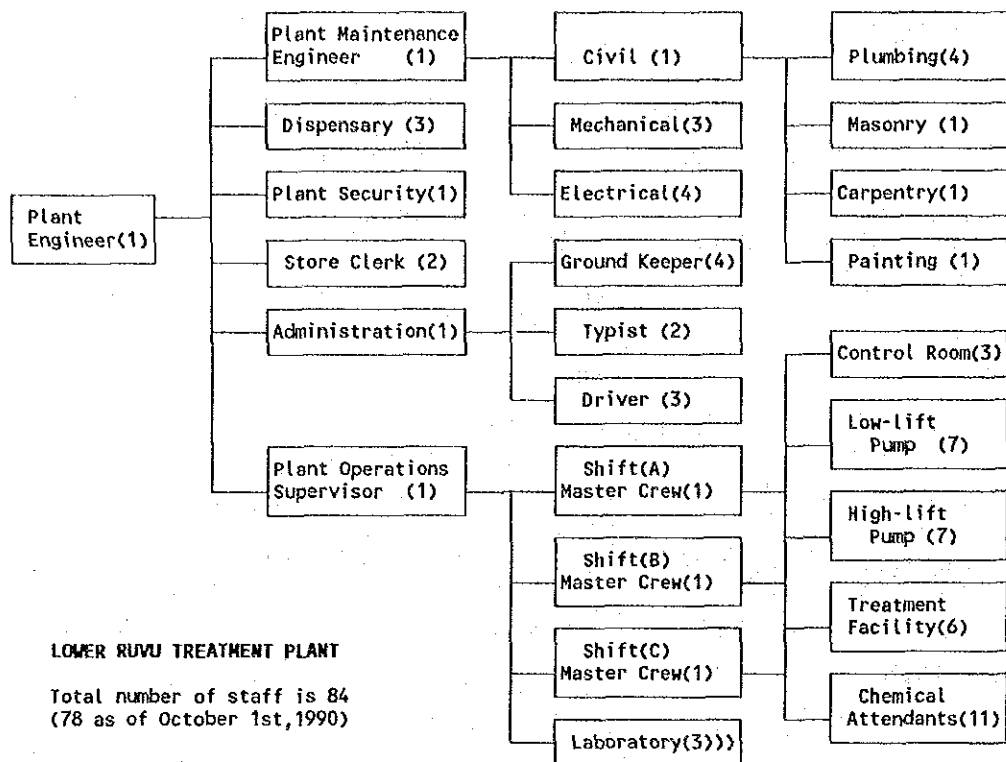 Plant Engineer(1)
Plant Maintenance
Engineer (1)
Dispensary (3)
Plant Security(1)
Store Clerk (2)
Administration(1)
Plant Operations
Supervisor (1)
Civil (1)
Mechanical(3)
Electrical(4)
Ground Keeper(4)
Typist (2)
Driver (3)
Shift(A)
Master Crew(1)
Shift(B)
Master Crew(1)
Shift(C)
Master Crew(1)
Laboratory(3)))
Plumbing(4)
Masonry (1)
Carpentry(1)
Painting (1)
Control Room(3)
Low-lift
Pump (7)
High-lift
Pump (7)
Treatment
Facility(6)
Chemical
Attendants(11)
LOWER RUVU TREATMENT PLANT
Total number of staff is 84
(78 as of October 1st,1990)